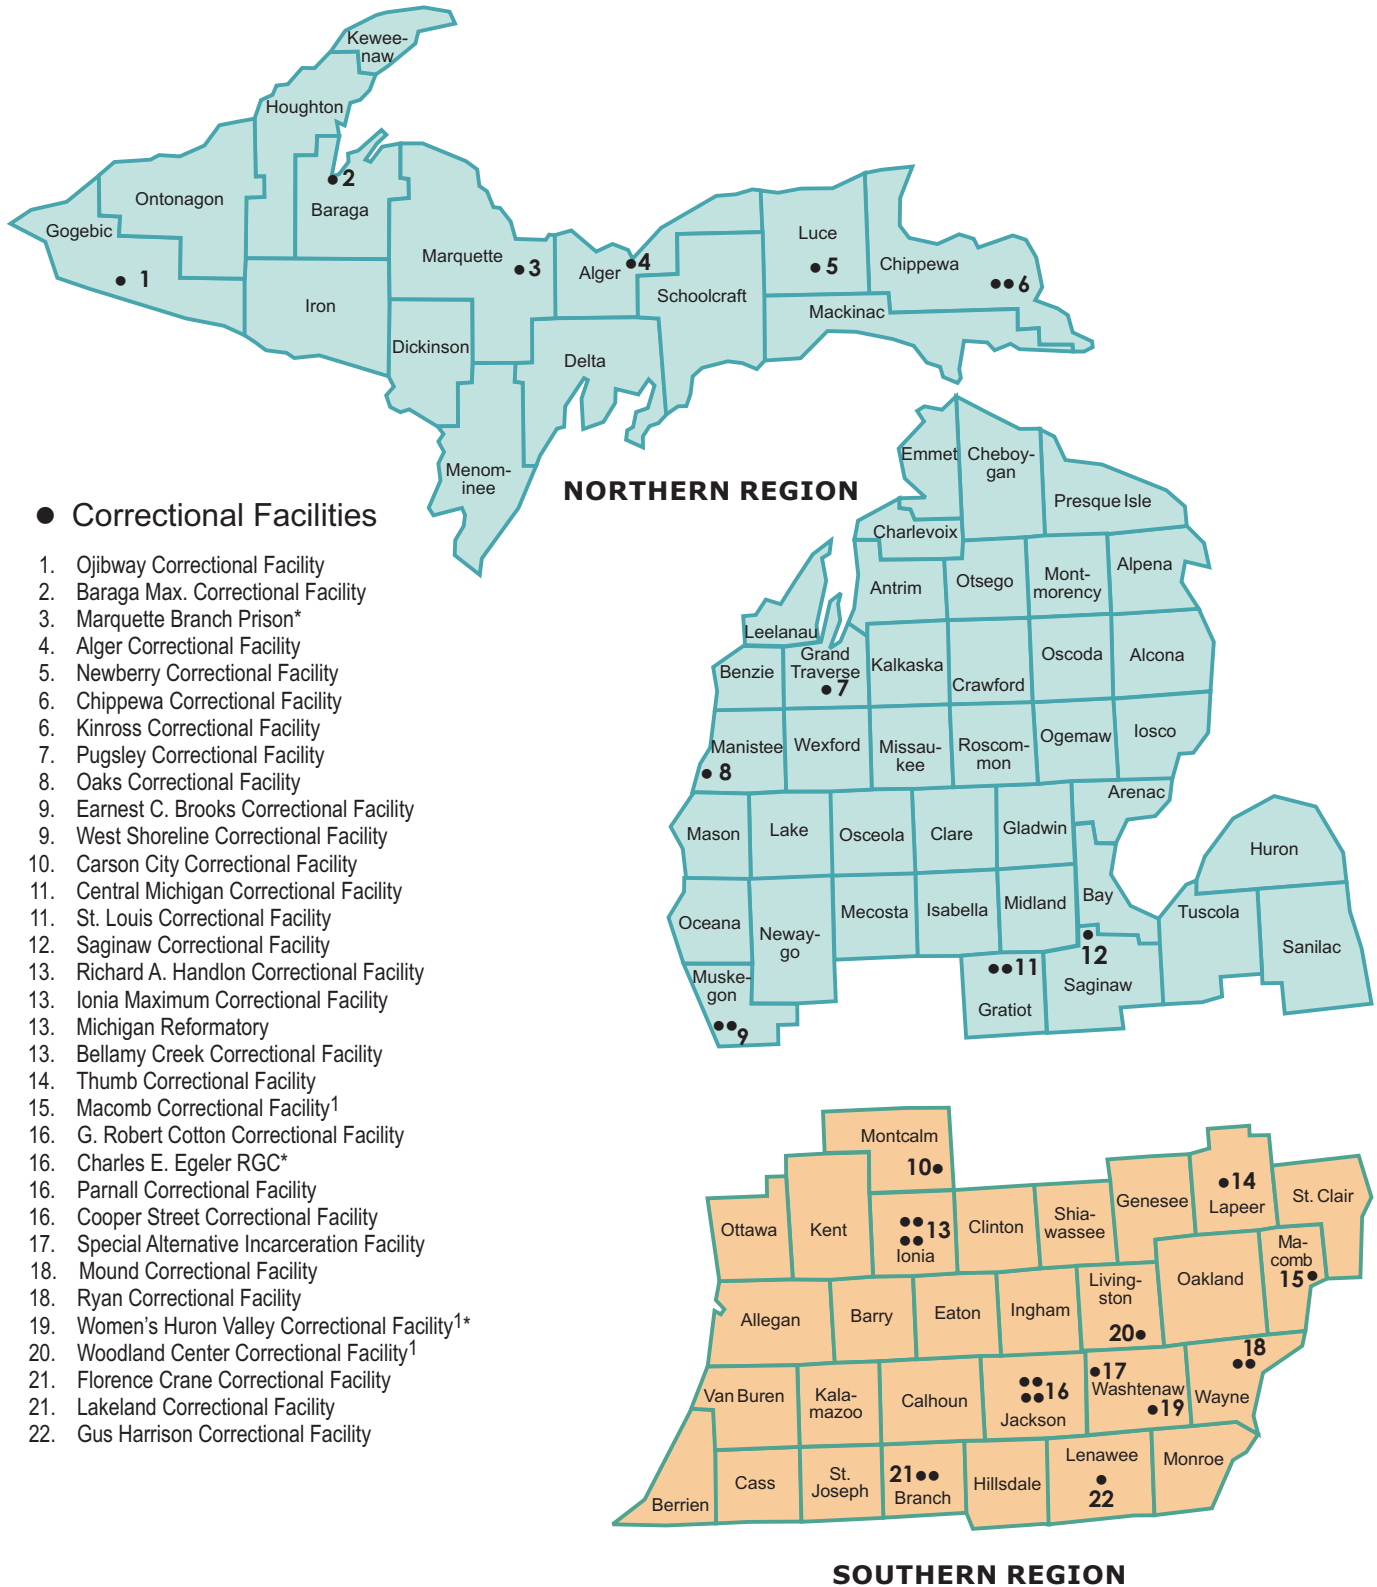 Kewee-
naw
Houghton
Ontonagon
Gogebic
1
2
Baraga
Iron
Marquette
3
Dickinson
Menom-
inee
Alger
4
Delta
Schoolcraft
Luce
5
Chippewa
6
Mackinac
NORTHERN REGION
Emmet
Cheboy-
gan
Presque Isle
Charlevoix
Antrim
Otsego
Mont-
morency
Alpena
Leelanau
Benzie
Grand
Traverse
7
Kalkaska
Crawford
Oscoda
Alcona
Manistee
8
Wexford
Missau-
kee
Roscom-
mon
Ogemaw
Iosco
Arenac
Mason
Lake
Osceola
Clare
Gladwin
Huron
Oceana
Neway-
go
Mecosta
Isabella
Midland
Bay
Tuscola
Sanilac
Muske-
gon
9
11
Gratiot
12
Saginaw
● Correctional Facilities
1. Ojibway Correctional Facility
2. Baraga Max. Correctional Facility
3. Marquette Branch Prison*
4. Alger Correctional Facility
5. Newberry Correctional Facility
6. Chippewa Correctional Facility
6. Kinross Correctional Facility
7. Pugsley Correctional Facility
8. Oaks Correctional Facility
9. Earnest C. Brooks Correctional Facility
9. West Shoreline Correctional Facility
10. Carson City Correctional Facility
11. Central Michigan Correctional Facility
11. St. Louis Correctional Facility
12. Saginaw Correctional Facility
13. Richard A. Handlon Correctional Facility
13. Ionia Maximum Correctional Facility
13. Michigan Reformatory
13. Bellamy Creek Correctional Facility
14. Thumb Correctional Facility
15. Macomb Correctional Facility1
16. G. Robert Cotton Correctional Facility
16. Charles E. Egeler RGC*
16. Parnall Correctional Facility
16. Cooper Street Correctional Facility
17. Special Alternative Incarceration Facility
18. Mound Correctional Facility
18. Ryan Correctional Facility
19. Women's Huron Valley Correctional Facility1*
20. Woodland Center Correctional Facility1
21. Florence Crane Correctional Facility
21. Lakeland Correctional Facility
22. Gus Harrison Correctional Facility
Montcalm
10
Ottawa
Kent
13
Ionia
Clinton
Shia-
wassee
Genesee
14
Lapeer
St. Clair
Allegan
Barry
Eaton
Ingham
Living-
ston
20
Oakland
Ma-
comb
15
Van Buren
Kala-
mazoo
Calhoun
16
Jackson
17
Washtenaw
19
18
Wayne
Berrien
Cass
St.
Joseph
21
Branch
Hillsdale
Lenawee
22
Monroe
SOUTHERN REGION